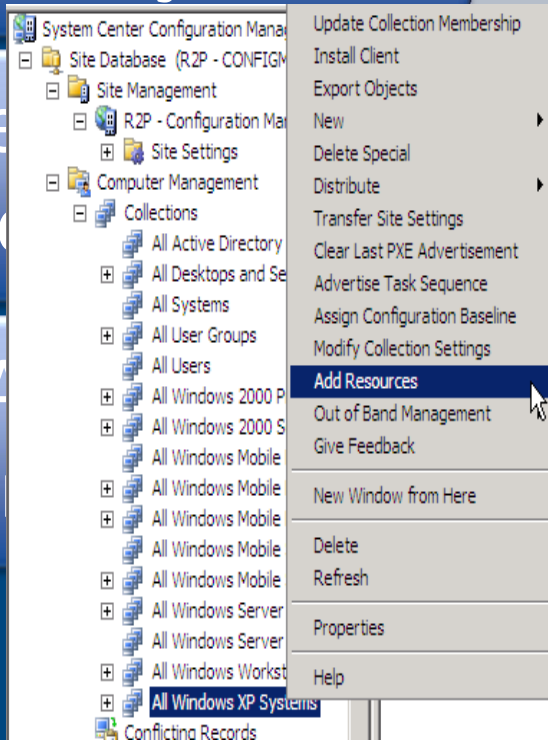 System Center Configuration Mana
Site Database (R2P - CONFIGM
Site Management
R2P - Configuration Mar
Site Settings
Computer Management
Collections
All Active Directory
All Desktops and Se
All Systems
All User Groups
All Users
All Windows 2000 P
All Windows 2000 S
All Windows Mobile
All Windows Mobile
All Windows Mobile
All Windows Mobile
All Windows Mobile
All Windows Server
All Windows Server
All Windows Workst
All Windows XP Systems
Conflicting Records
Update Collection Membership
Install Client
Export Objects
New
Delete Special
Distribute
Transfer Site Settings
Clear Last PXE Advertisement
Advertise Task Sequence
Assign Configuration Baseline
Modify Collection Settings
Add Resources
Out of Band Management
Give Feedback
New Window from Here
Delete
Refresh
Properties
Help